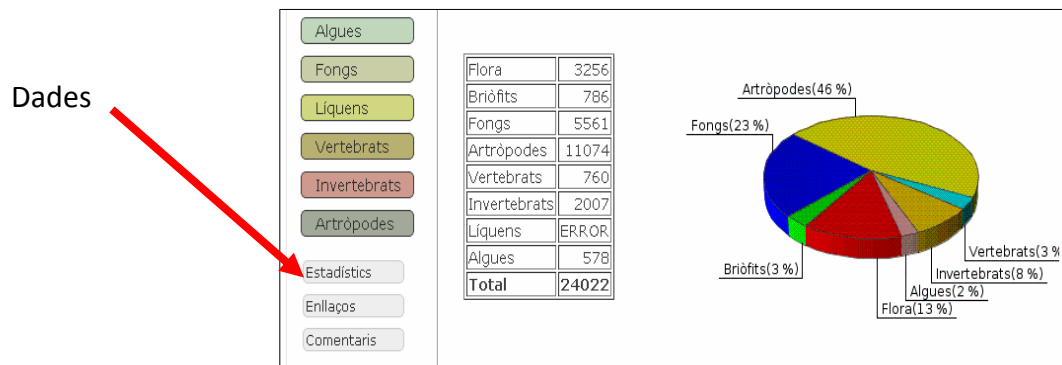 Dades
Algues
Fongs
Líquens
Vertebrats
Invertebrats
Artròpodes
Estadístics
Enllaços
Comentaris
Flora 3256
Briòfits 786
Fongs 5561
Artròpodes 11074
Vertebrats 760
Invertebrats 2007
Líquens ERROR
Algues 578
Total 24022
Artròpodes(46 %)
Fongs(23 %)
Vertebrats(3 %
Invertebrats(8 %)
Briòfits(3 %)
Algues(2 %)
Flora(13 %)